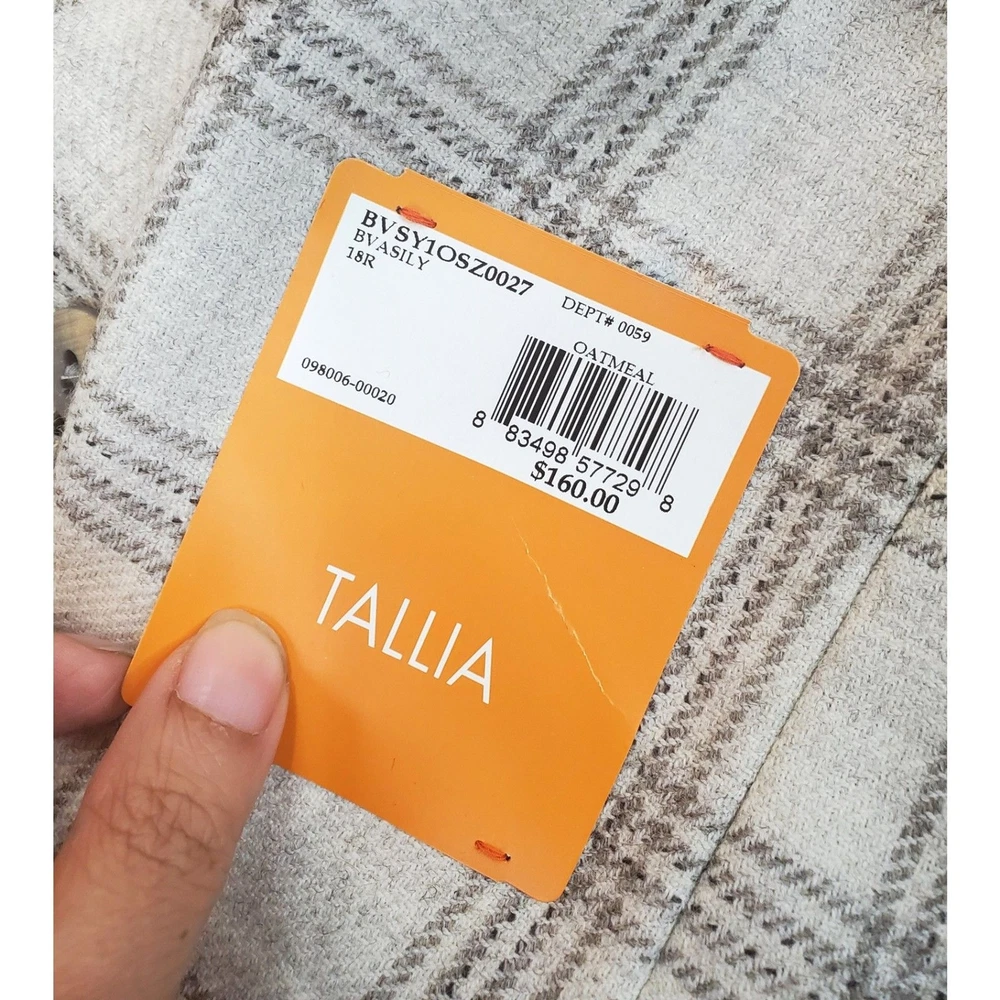 BVSY1OSZ0027
BVASILY
18R
DEPT# 0059
OATMEAL
098006-00020
8 83498 57729 8
$160.00
TALLIA